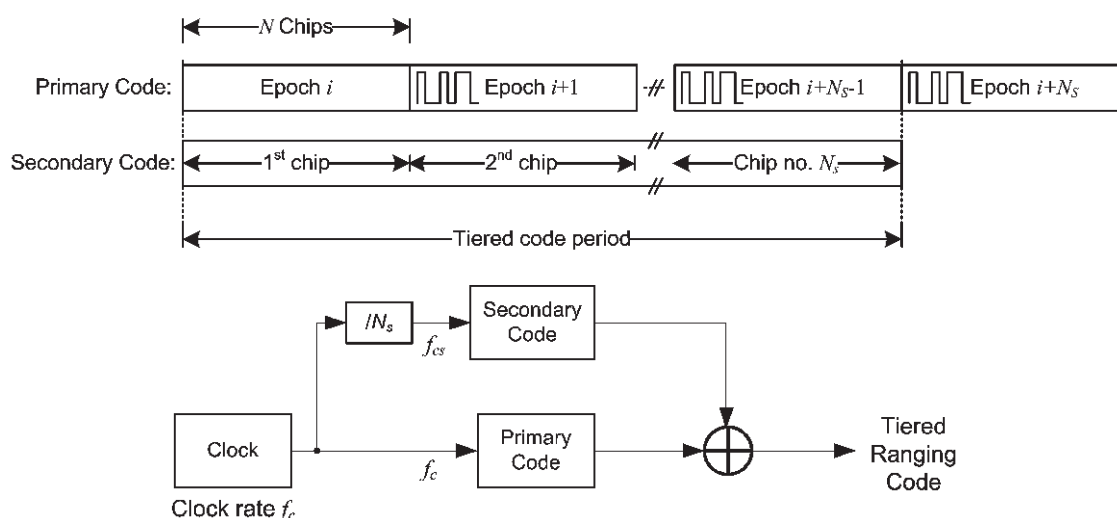 N Chips
Primary Code: Epoch i Epoch i+1 Epoch i+N_S-1 Epoch i+N_S
Secondary Code: 1st chip 2nd chip Chip no. N_s
Tiered code period
/N_s
f_cs
Secondary
Code
Clock
f_c
Primary
Code
Tiered
Ranging
Code
Clock rate f_c